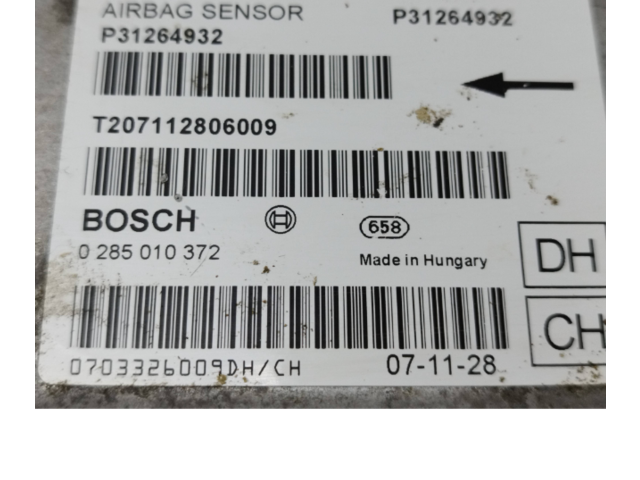 AIRBAG SENSOR P31264932
P31264932
T207112806009
BOSCH 658
0 285 010 372 Made in Hungary
DH
CH
0703326009DH/CH 07-11-28